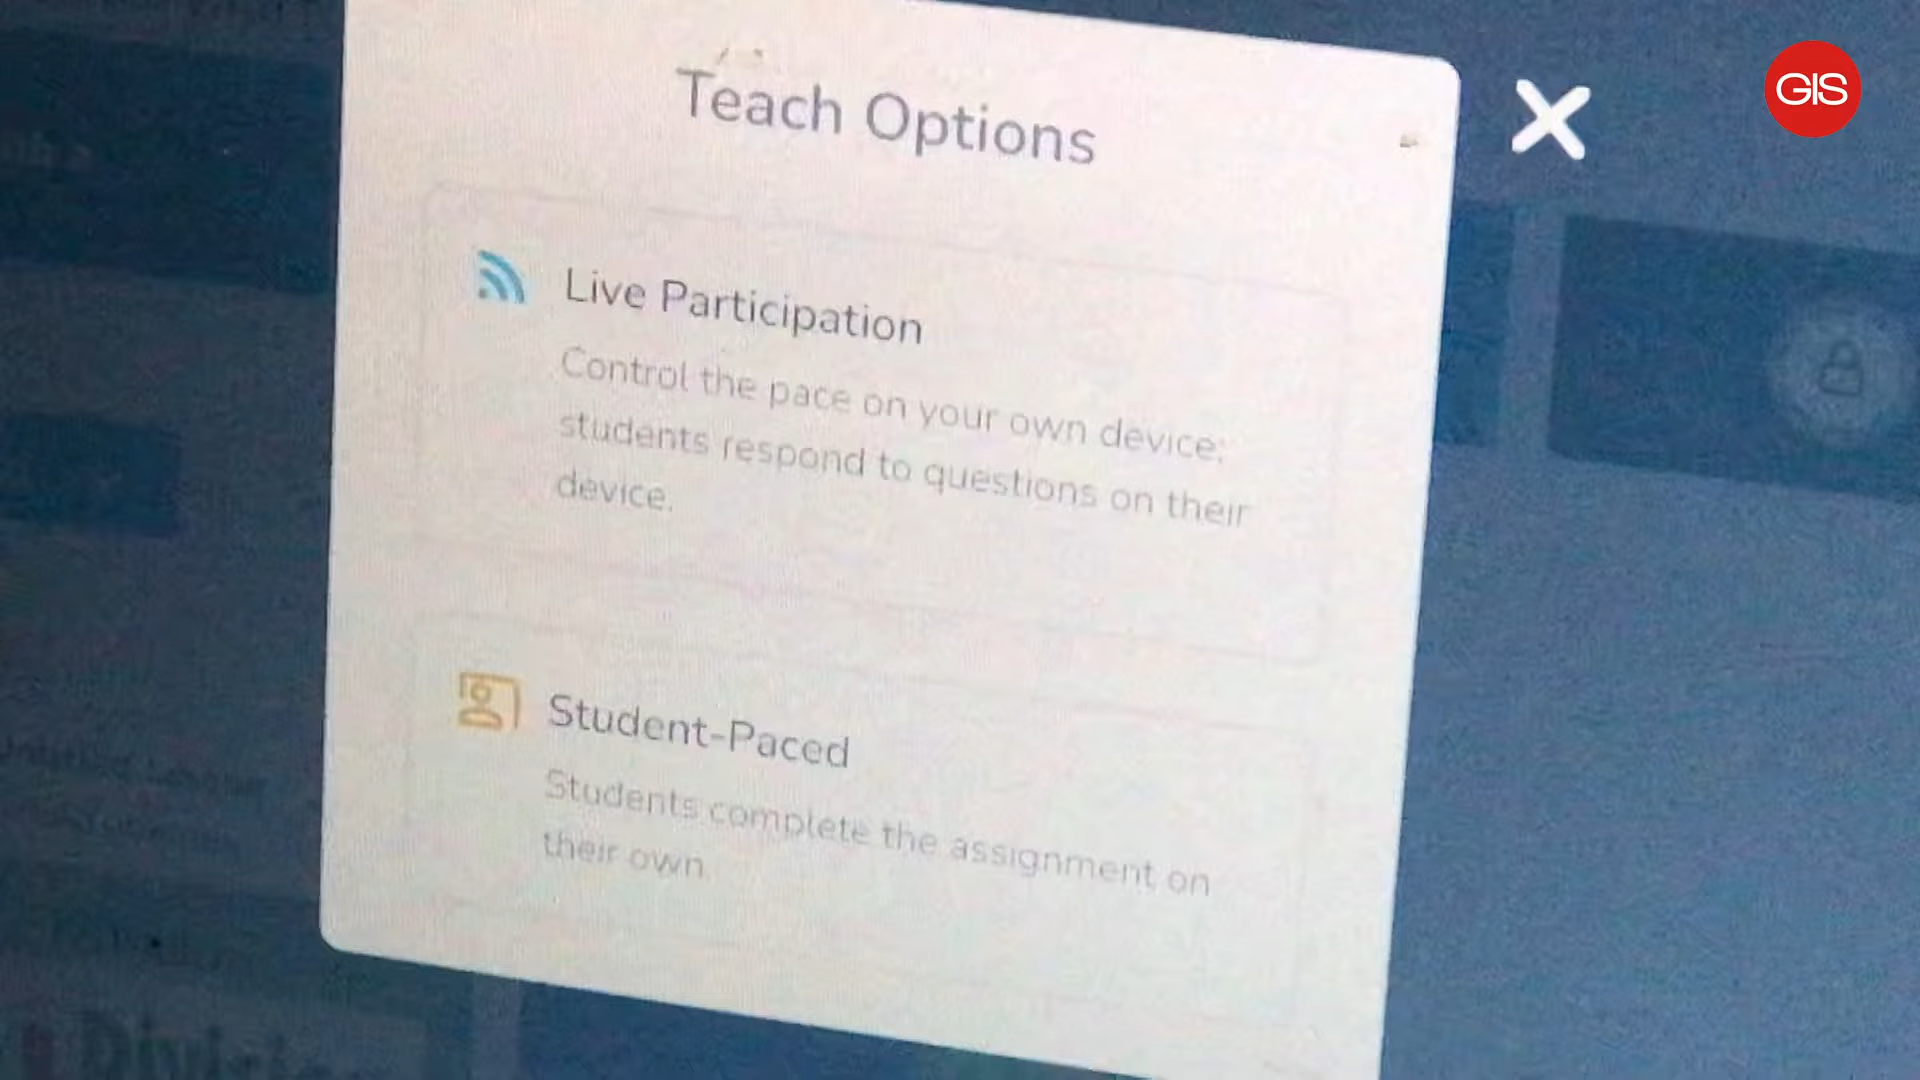 GIS
Teach Options
Live Participation
Control the pace on your own device;
students respond to questions on their
device.
Student-Paced
Students complete the assignment on
their own